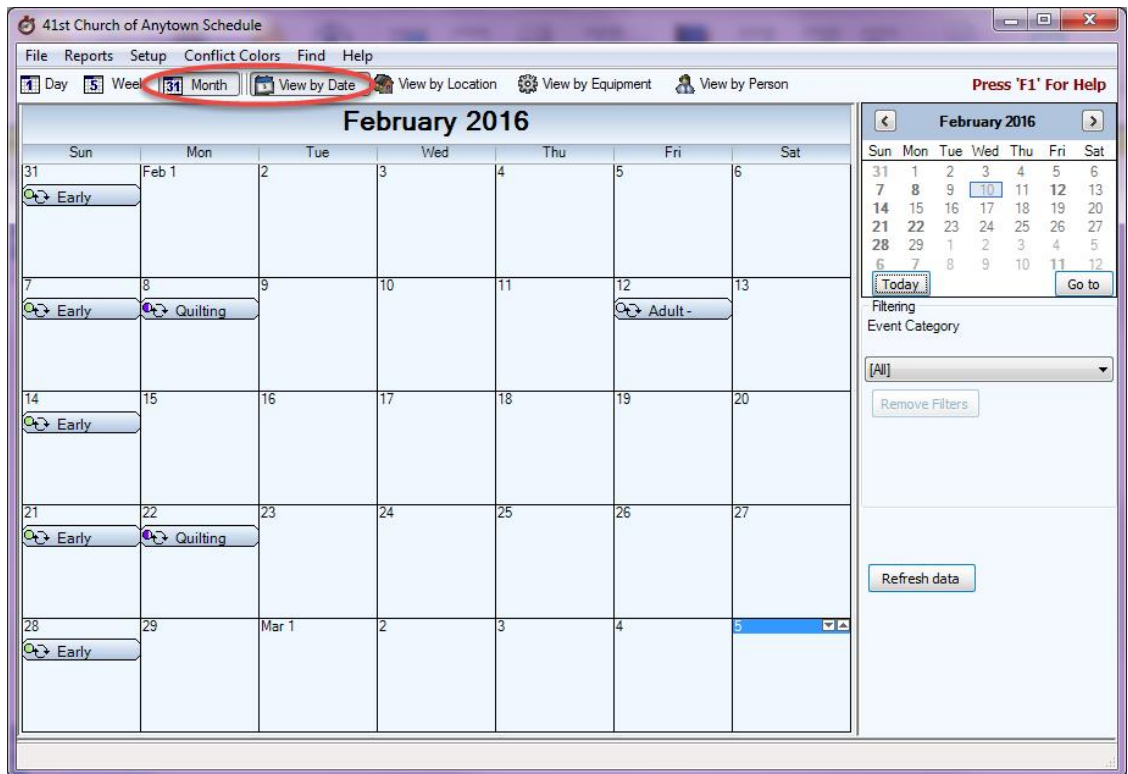 41st Church of Anytown Schedule
File Reports Setup Conflict Colors Find Help
1 Day 5 Week 31 Month View by Date View by Location View by Equipment View by Person Press 'F1' For Help
February 2016
Sun Mon Tue Wed Thu Fri Sat
31 Feb 1 2 3 4 5 6
Early
7 8 9 10 11 12 13
Early Quilting Adult -
14 15 16 17 18 19 20
Early
21 22 23 24 25 26 27
Early Quilting
28 29 Mar 1 2 3 4 5
Early
February 2016
Sun Mon Tue Wed Thu Fri Sat
31 1 2 3 4 5 6
7 8 9 10 11 12 13
14 15 16 17 18 19 20
21 22 23 24 25 26 27
28 29 1 2 3 4 5
6 7 8 9 10 11 12
Today Go to
Filtering
Event Category
[All]
Remove Filters
Refresh data